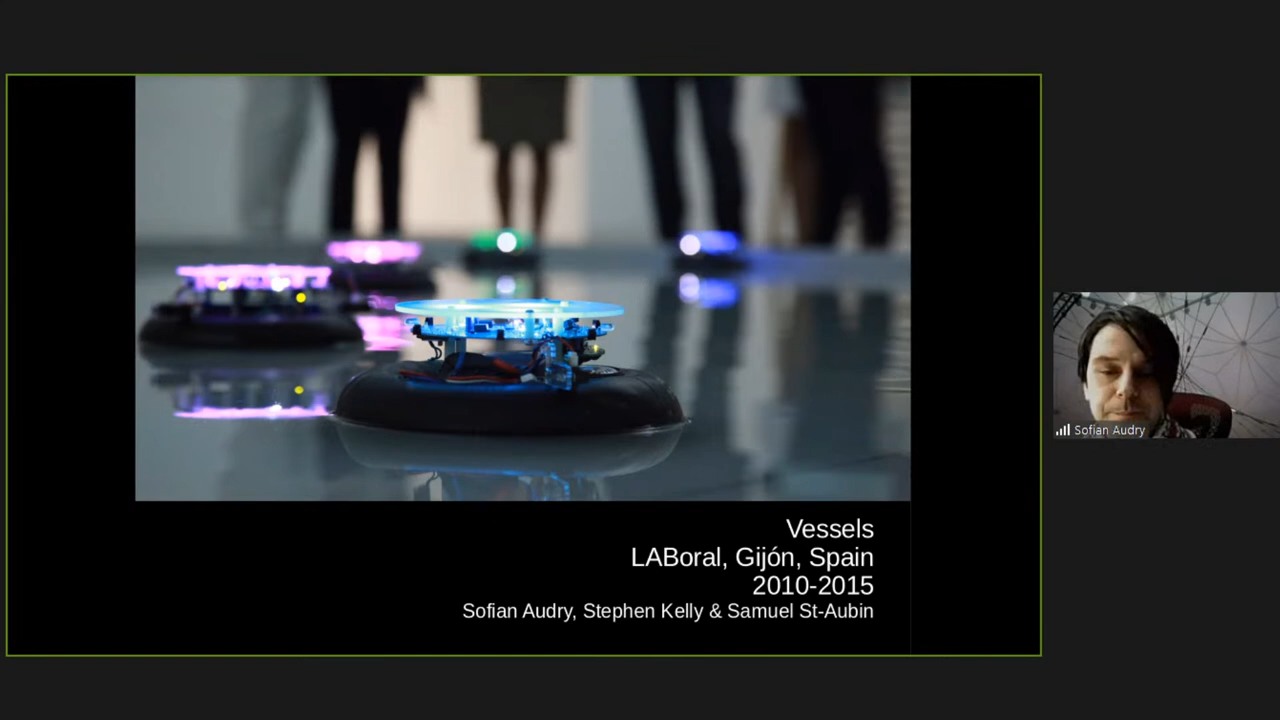 Vessels
LABoral, Gijón, Spain
2010-2015
Sofian Audry, Stephen Kelly & Samuel St-Aubin
Sofian Audry